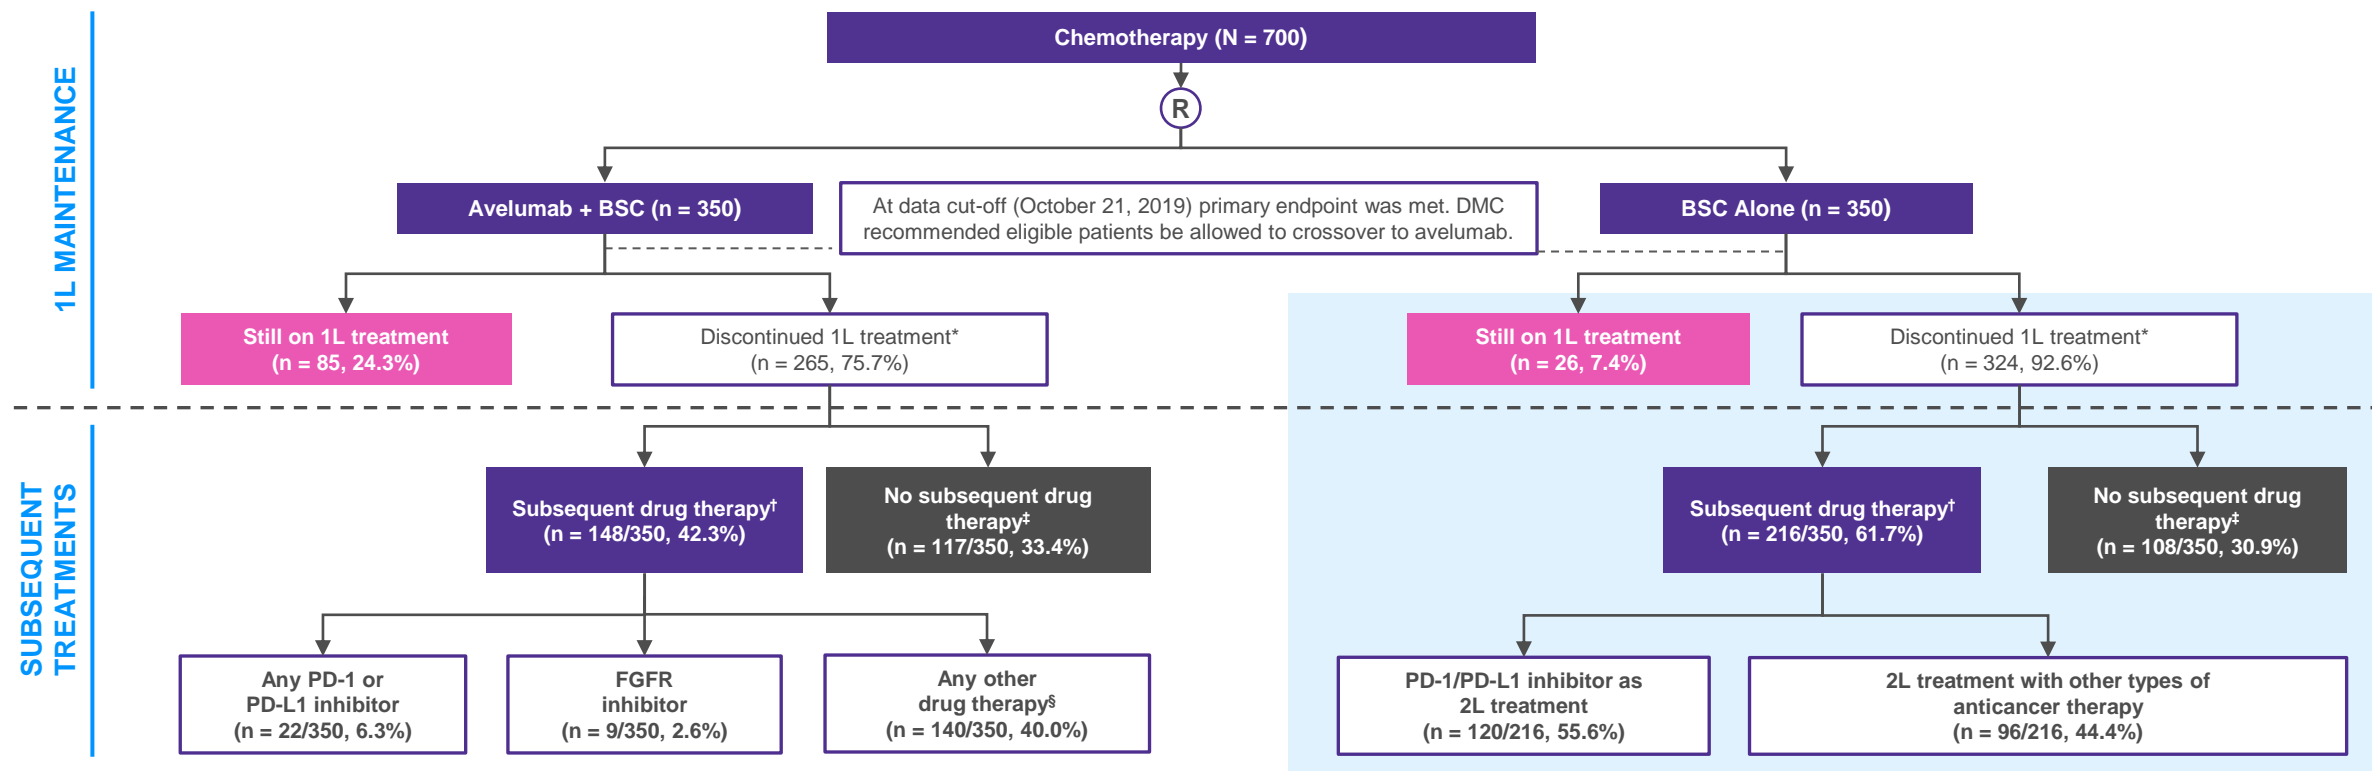 Chemotherapy (N = 700)
R
1L MAINTENANCE
Avelumab + BSC (n = 350)
At data cut-off (October 21, 2019) primary endpoint was met. DMC
recommended eligible patients be allowed to crossover to avelumab.
BSC Alone (n = 350)
Still on 1L treatment
(n = 85, 24.3%)
Discontinued 1L treatment*
(n = 265, 75.7%)
Still on 1L treatment
(n = 26, 7.4%)
Discontinued 1L treatment*
(n = 324, 92.6%)
SUBSEQUENT
TREATMENTS
Subsequent drug therapy†
(n = 148/350, 42.3%)
No subsequent drug
therapy‡
(n = 117/350, 33.4%)
Subsequent drug therapy†
(n = 216/350, 61.7%)
No subsequent drug
therapy‡
(n = 108/350, 30.9%)
Any PD-1 or
PD-L1 inhibitor
(n = 22/350, 6.3%)
FGFR
inhibitor
(n = 9/350, 2.6%)
Any other
drug therapy§
(n = 140/350, 40.0%)
PD-1/PD-L1 inhibitor as
2L treatment
(n = 120/216, 55.6%)
2L treatment with other types of
anticancer therapy
(n = 96/216, 44.4%)